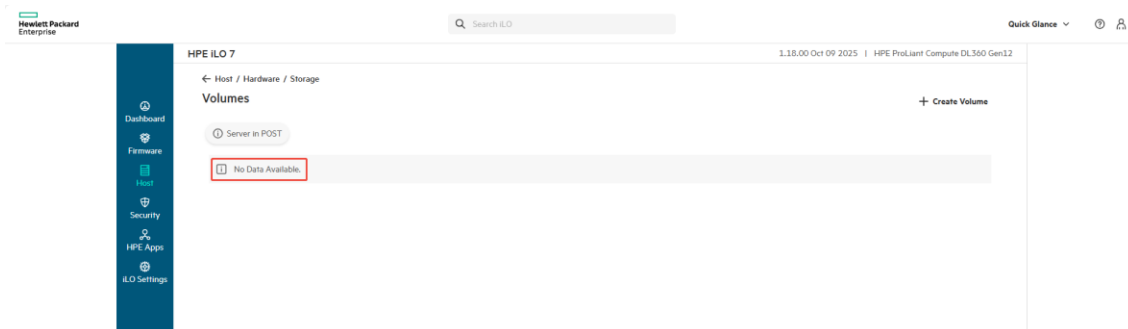 Hewlett Packard
Enterprise
Search iLO
Quick Glance
HPE iLO 7
1.18.00 Oct 09 2025 | HPE ProLiant Compute DL360 Gen12
Host / Hardware / Storage
Volumes
+ Create Volume
Server in POST
No Data Available.
Dashboard
Firmware
Host
Security
HPE Apps
iLO Settings